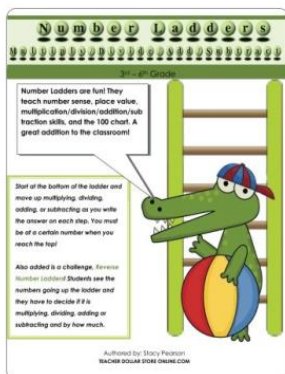 Number Ladders
Multiply Divide Add Subtract
3rd – 6th Grade
Number Ladders are fun! They
teach number sense, place value,
multiplication/division/addition/sub
traction skills, and the 100 chart. A
great addition to the classroom!
Start at the bottom of the ladder and
move up multiplying, dividing,
adding, or subtracting as you write
the answer on each step. You must
be at a certain number when you
reach the top!
Also added is a challenge, Reverse
Number Ladders! Students see the
numbers going up the ladder and
they have to decide if it is
multiplying, dividing, adding or
subtracting and by how much.
Authored by: Stacy Pearson
TEACHER DOLLAR STORE ONLINE.COM